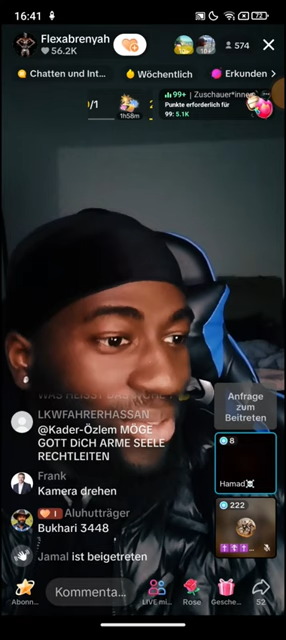 16:41
72
Flexabrenyah
56.2K
574
Chatten und Int...
Wöchentlich
Erkunden
/1
1h58m
99+ | Zuschauer*innen
Punkte erforderlich für
99: 5.1K
LKWFAHRERHASSAN
@Kader-Özlem MÖGE
GOTT DiCH ARME SEELE
RECHTLEITEN
Frank
Kamera drehen
1 Aluhutträger
Bukhari 3448
Jamal ist beigetreten
Anfrage
zum
Beitreten
8
Hamad
222
Abonn...
Kommenta...
LIVE mi...
Rose
Gesche...
52